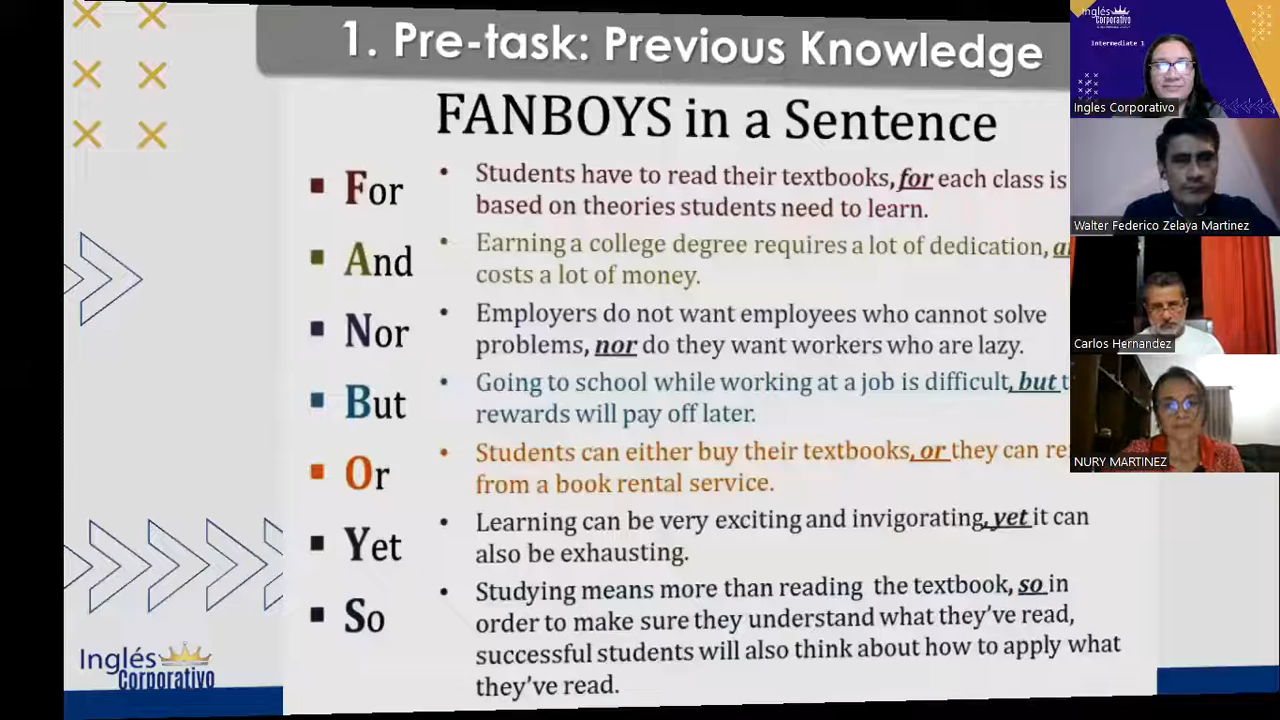 1. Pre-task: Previous Knowledge
FANBOYS in a Sentence
For
Students have to read their textbooks, for each class is
based on theories students need to learn.
And
Earning a college degree requires a lot of dedication,
costs a lot of money.
Nor
Employers do not want employees who cannot solve
problems, nor do they want workers who are lazy.
But
Going to school while working at a job is difficult, but
rewards will pay off later.
Or
Students can either buy their textbooks, or they can
from a book rental service.
Yet
Learning can be very exciting and invigorating, yet it can
also be exhausting.
So
Studying means more than reading the textbook, so in
order to make sure they understand what they've read,
successful students will also think about how to apply what
they've read.
Inglés
Corporativo
Inglés
Corporativo
Intermediate 1
Ingles Corporativo
Walter Federico Zelaya Martinez
Carlos Hernandez
NURY MARTINEZ